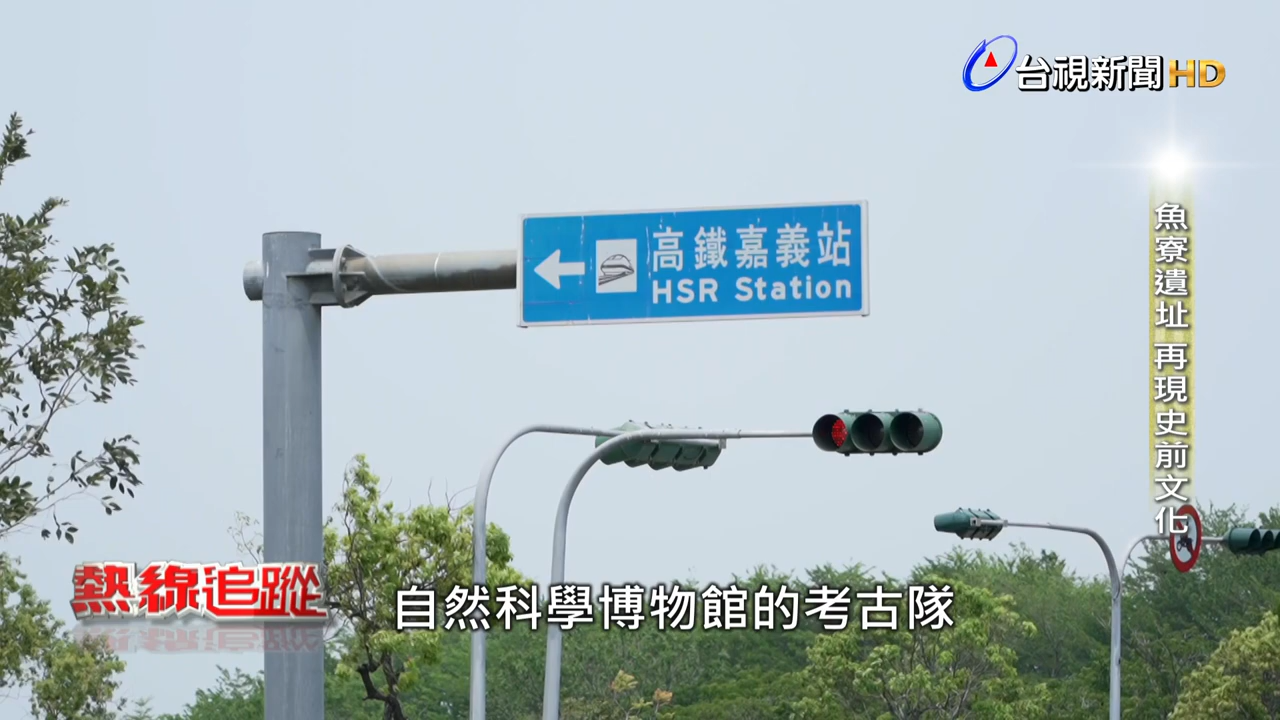 台視新聞HD
高鐵嘉義站
HSR Station
魚寮遺址 再現史前文化
熱線追蹤
自然科學博物館的考古隊